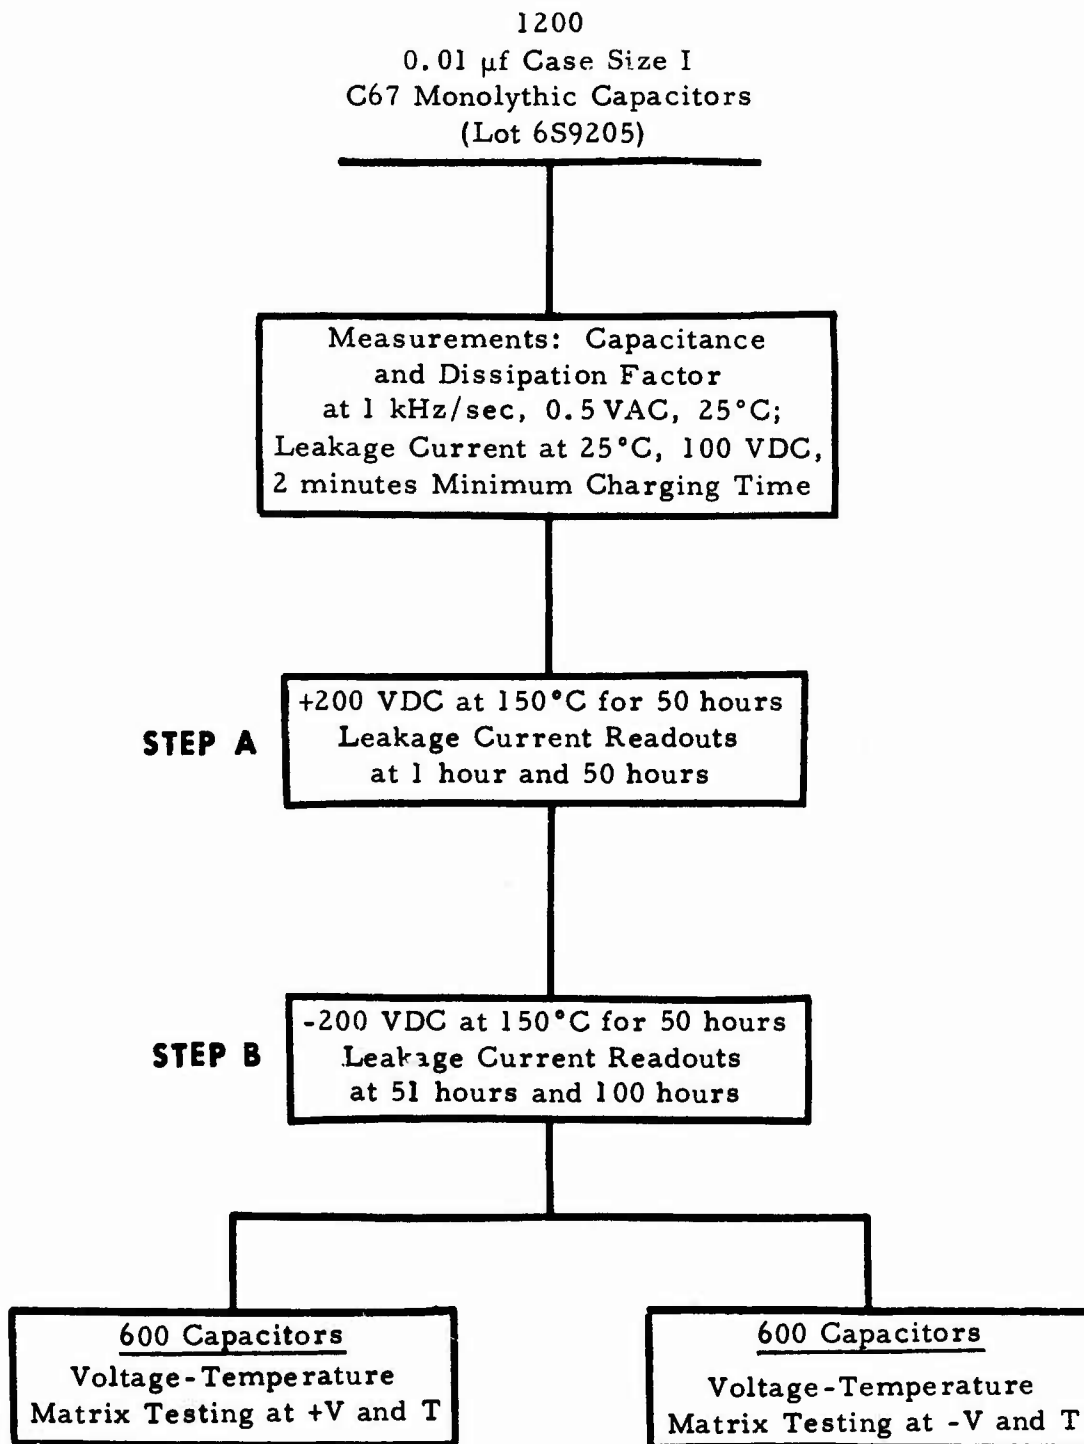 1200
0.01 μf Case Size I
C67 Monolythic Capacitors
(Lot 6S9205)
Measurements: Capacitance
and Dissipation Factor
at 1 kHz/sec, 0.5 VAC, 25°C;
Leakage Current at 25°C, 100 VDC,
2 minutes Minimum Charging Time
STEP A
+200 VDC at 150°C for 50 hours
Leakage Current Readouts
at 1 hour and 50 hours
STEP B
-200 VDC at 150°C for 50 hours
Leakage Current Readouts
at 51 hours and 100 hours
600 Capacitors
Voltage-Temperature
Matrix Testing at +V and T
600 Capacitors
Voltage-Temperature
Matrix Testing at -V and T